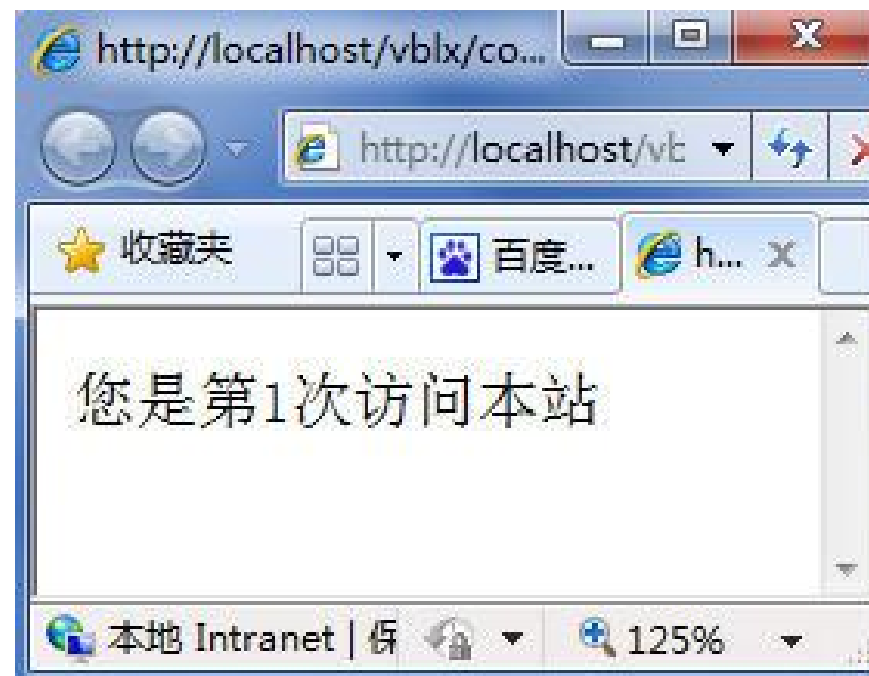 http://localhost/vblx/co...
http://localhost/vb
收藏夹
百度...
h...
您是第1次访问本站
本地 Intranet | 保
125%